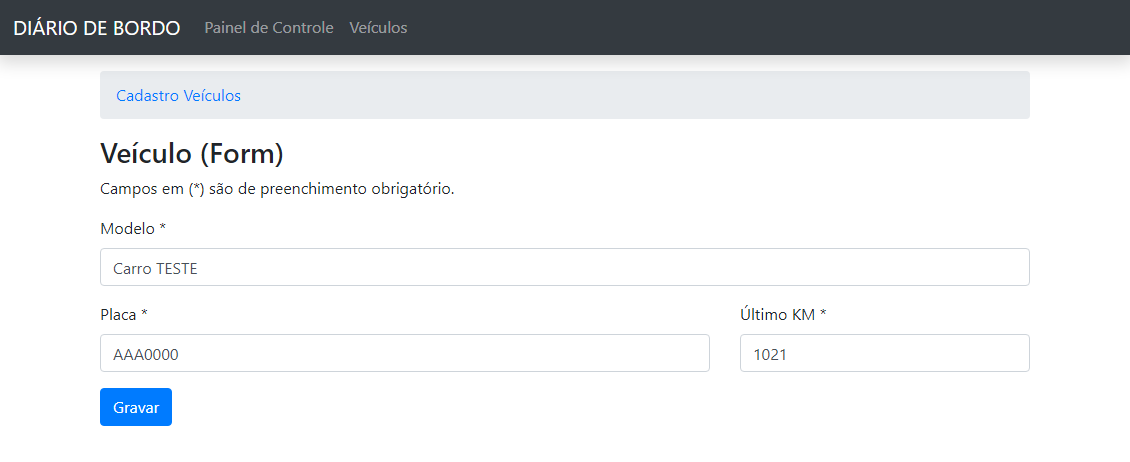 DIÁRIO DE BORDO Painel de Controle Veículos
Cadastro Veículos
Veículo (Form)
Campos em (*) são de preenchimento obrigatório.
Modelo *
Carro TESTE
Placa * Último KM *
AAA0000 1021
Gravar